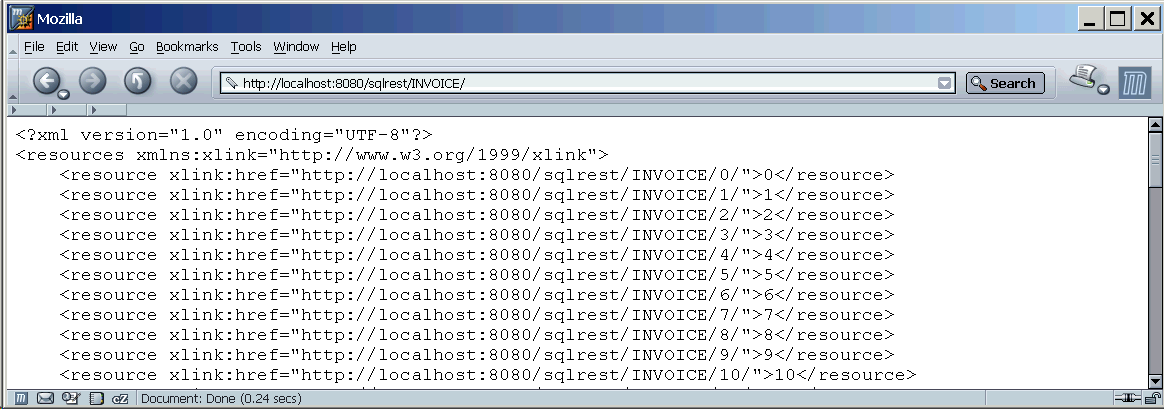 Mozilla
File Edit View Go Bookmarks Tools Window Help
http://localhost:8080/sqlrest/INVOICE/ Search
<?xml version="1.0" encoding="UTF-8"?>
<resources xmlns:xlink="http://www.w3.org/1999/xlink">
    <resource xlink:href="http://localhost:8080/sqlrest/INVOICE/0/">0</resource>
    <resource xlink:href="http://localhost:8080/sqlrest/INVOICE/1/">1</resource>
    <resource xlink:href="http://localhost:8080/sqlrest/INVOICE/2/">2</resource>
    <resource xlink:href="http://localhost:8080/sqlrest/INVOICE/3/">3</resource>
    <resource xlink:href="http://localhost:8080/sqlrest/INVOICE/4/">4</resource>
    <resource xlink:href="http://localhost:8080/sqlrest/INVOICE/5/">5</resource>
    <resource xlink:href="http://localhost:8080/sqlrest/INVOICE/6/">6</resource>
    <resource xlink:href="http://localhost:8080/sqlrest/INVOICE/7/">7</resource>
    <resource xlink:href="http://localhost:8080/sqlrest/INVOICE/8/">8</resource>
    <resource xlink:href="http://localhost:8080/sqlrest/INVOICE/9/">9</resource>
    <resource xlink:href="http://localhost:8080/sqlrest/INVOICE/10/">10</resource>
cZ Document: Done (0.24 secs)